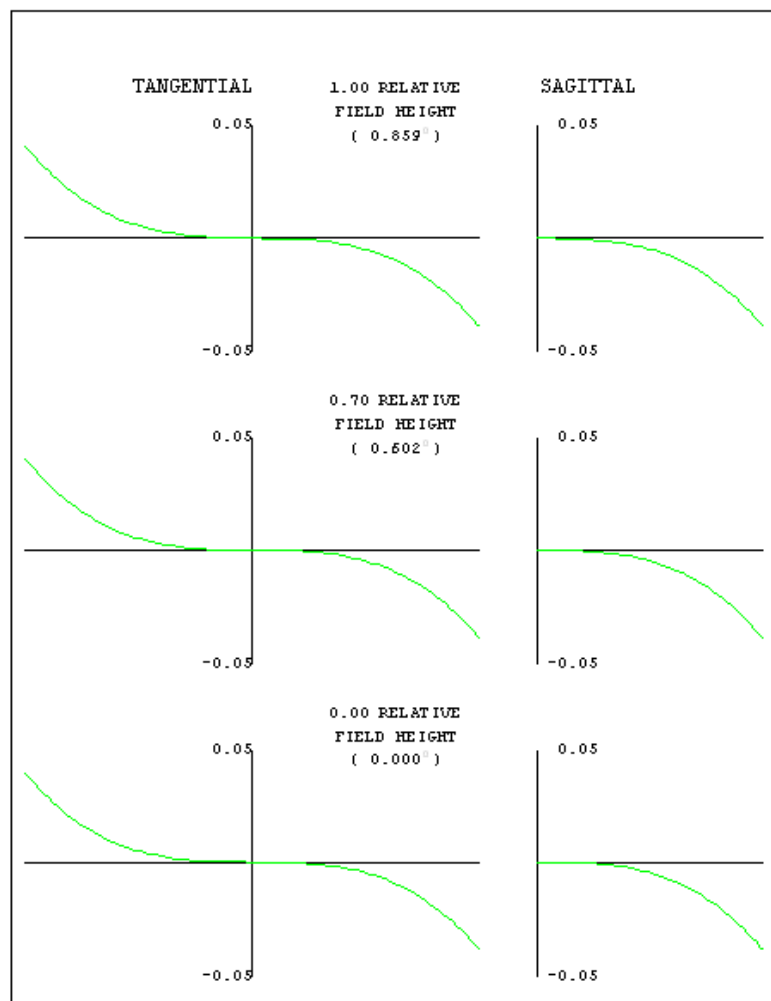 TANGENTIAL 1.00 RELATIVE SAGITTAL
FIELD HEIGHT
0.05 ( 0.859° ) 0.05
-0.05 -0.05
0.70 RELATIVE
FIELD HEIGHT
0.05 ( 0.602° ) 0.05
-0.05 -0.05
0.00 RELATIVE
FIELD HEIGHT
0.05 ( 0.000° ) 0.05
-0.05 -0.05